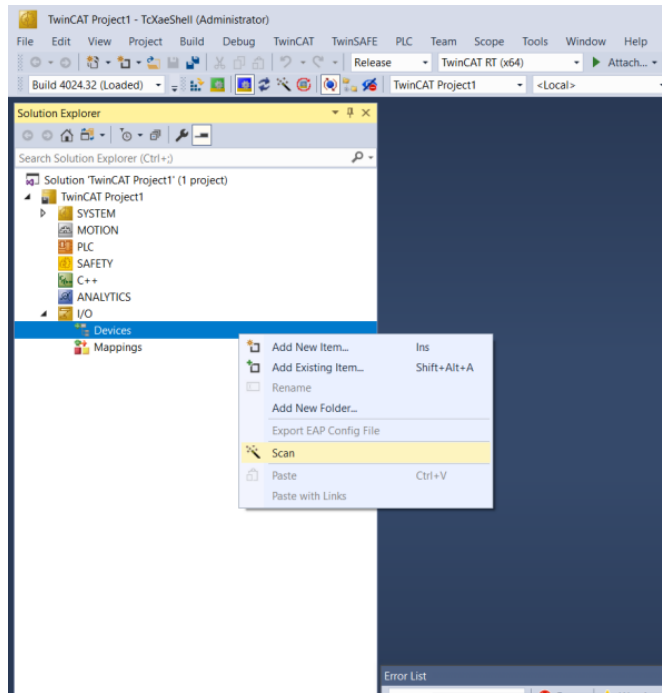 TwinCAT Project1 - TcXaeShell (Administrator)
File Edit View Project Build Debug TwinCAT TwinSAFE PLC Team Scope Tools Window Help
Release TwinCAT RT (x64) Attach...
Build 4024.32 (Loaded) TwinCAT Project1 <Local>
Solution Explorer
Search Solution Explorer (Ctrl+;)
Solution 'TwinCAT Project1' (1 project)
TwinCAT Project1
SYSTEM
MOTION
PLC
SAFETY
C++
ANALYTICS
I/O
Devices
Mappings
Add New Item... Ins
Add Existing Item... Shift+Alt+A
Rename
Add New Folder...
Export EAP Config File
Scan
Paste Ctrl+V
Paste with Links
Error List